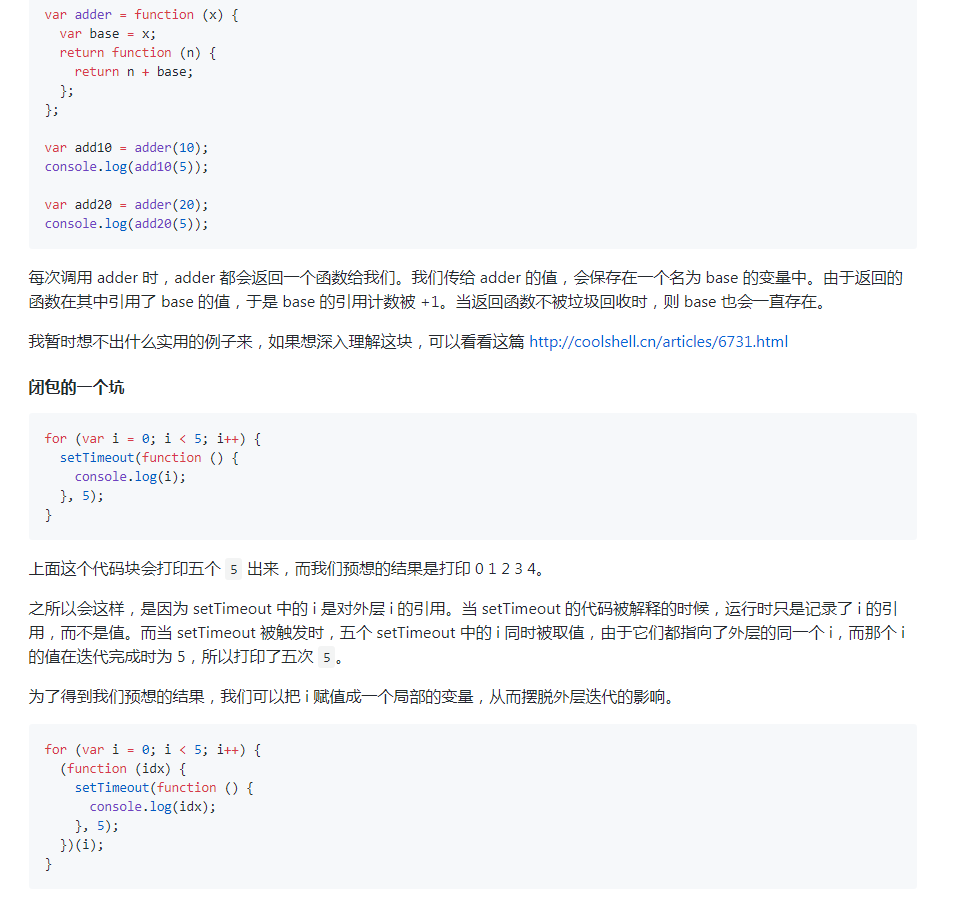 var adder = function (x) {
  var base = x;
  return function (n) {
    return n + base;
  };
};

var add10 = adder(10);
console.log(add10(5));

var add20 = adder(20);
console.log(add20(5));

每次调用 adder 时，adder 都会返回一个函数给我们。我们传给 adder 的值，会保存在一个名为 base 的变量中。由于返回的
函数在其中引用了 base 的值，于是 base 的引用计数被 +1。当返回函数不被垃圾回收时，则 base 也会一直存在。
我暂时想不出什么实用的例子来，如果想深入理解这块，可以看看这篇 http://coolshell.cn/articles/6731.html
闭包的一个坑
for (var i = 0; i < 5; i++) {
  setTimeout(function () {
    console.log(i);
  }, 5);
}
上面这个代码块会打印五个 5 出来，而我们预想的结果是打印 0 1 2 3 4。
之所以会这样，是因为 setTimeout 中的 i 是对外层 i 的引用。当 setTimeout 的代码被解释的时候，运行时只是记录了 i 的引
用，而不是值。而当 setTimeout 被触发时，五个 setTimeout 中的 i 同时被取值，由于它们都指向了外层的同一个 i，而那个 i
的值在迭代完成时为 5，所以打印了五次 5 。
为了得到我们预想的结果，我们可以把 i 赋值成一个局部的变量，从而摆脱外层迭代的影响。
for (var i = 0; i < 5; i++) {
  (function (idx) {
    setTimeout(function () {
      console.log(idx);
    }, 5);
  })(i);
}